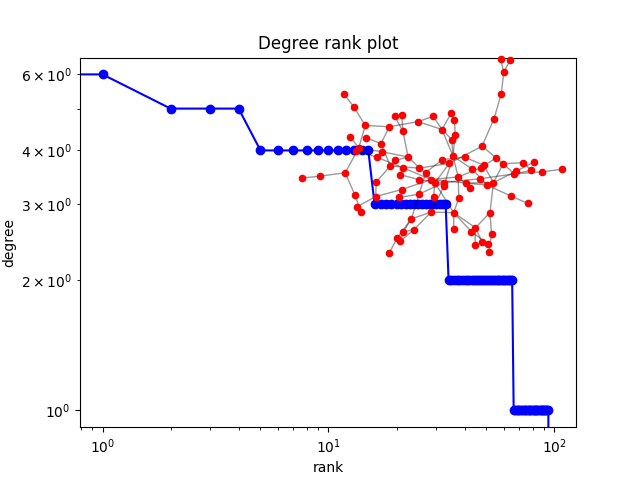 Degree rank plot
6 × 10⁰
4 × 10⁰
3 × 10⁰
2 × 10⁰
10⁰
degree
10⁰
10¹
10²
rank